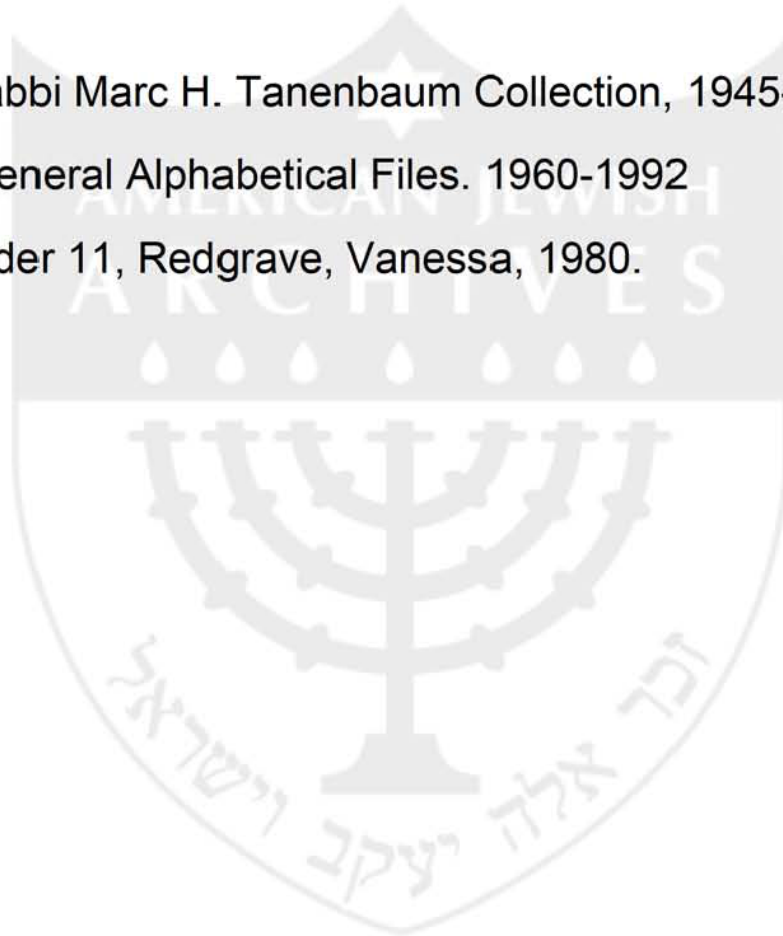 abbi Marc H. Tanenbaum Collection, 1945-
eneral Alphabetical Files. 1960-1992
der 11, Redgrave, Vanessa, 1980.
AMERICAN JEWISH
ARCHIVES
זכר אלה יעקב וישראל